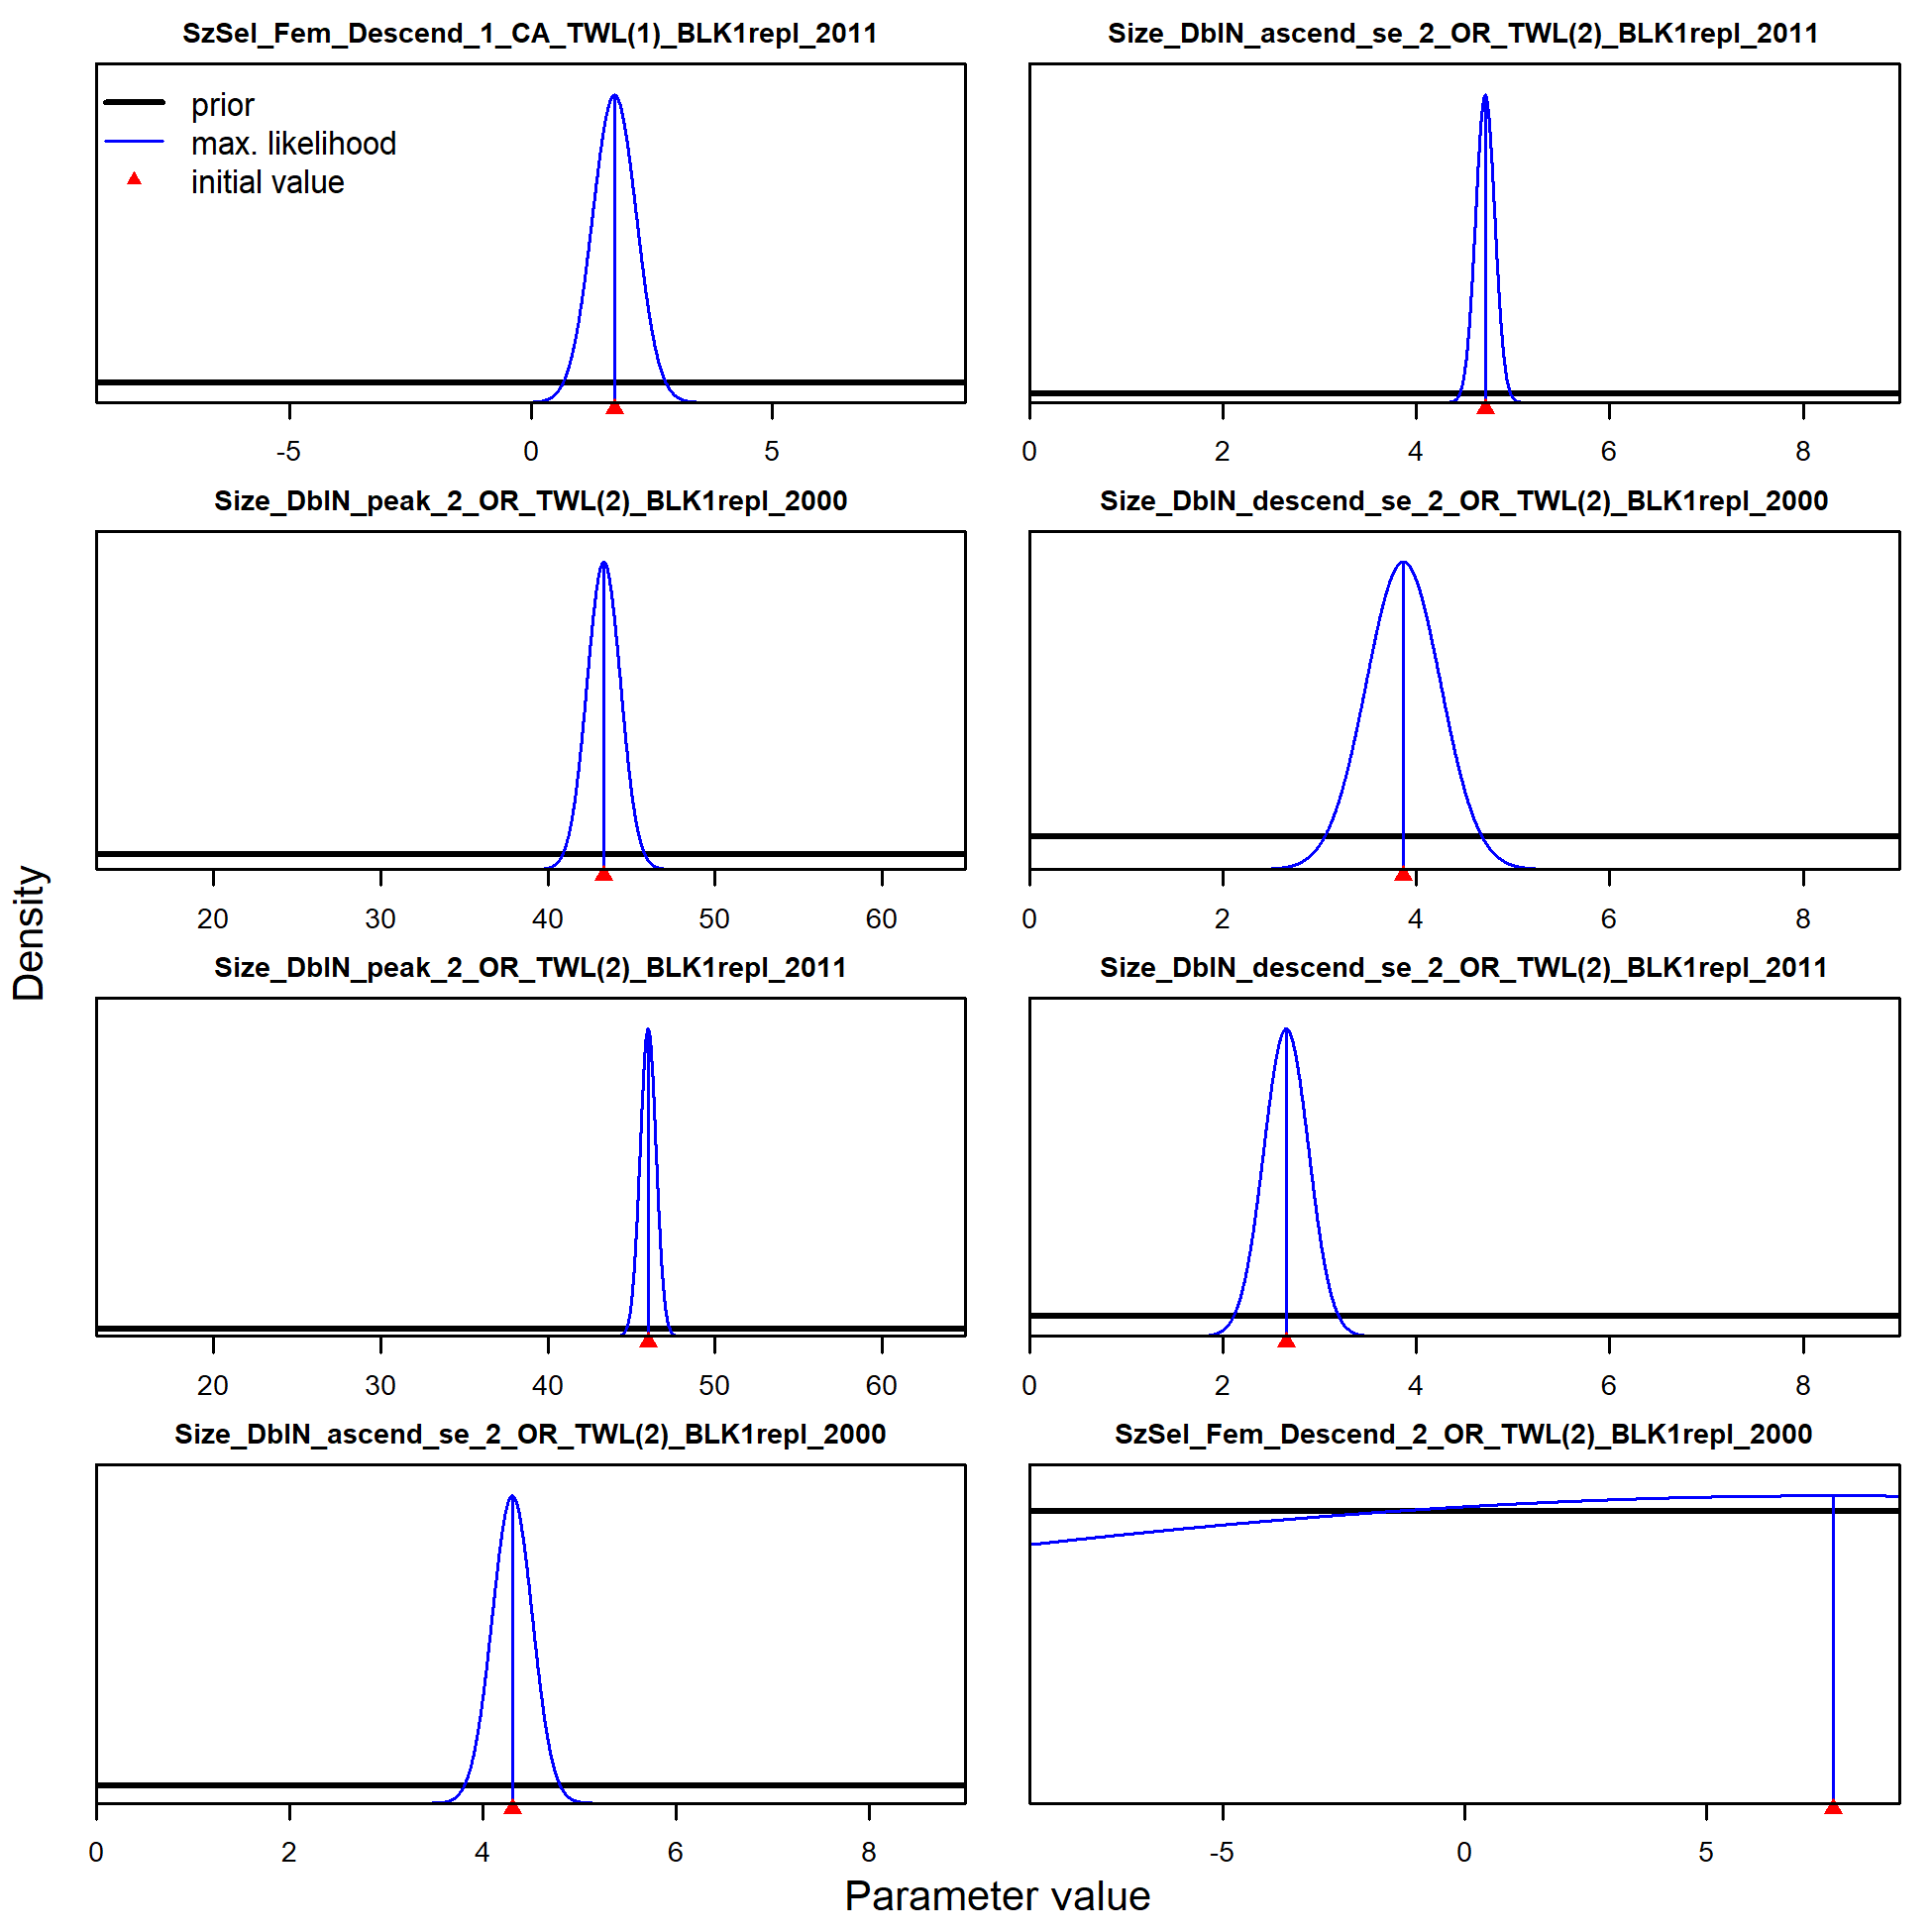 SzSel_Fem_Descend_1_CA_TWL(1)_BLK1repl_2011
prior
max. likelihood
initial value
-5 0 5
Size_DblN_ascend_se_2_OR_TWL(2)_BLK1repl_2011
0 2 4 6 8
Size_DblN_peak_2_OR_TWL(2)_BLK1repl_2000
20 30 40 50 60
Size_DblN_descend_se_2_OR_TWL(2)_BLK1repl_2000
0 2 4 6 8
Size_DblN_peak_2_OR_TWL(2)_BLK1repl_2011
20 30 40 50 60
Size_DblN_descend_se_2_OR_TWL(2)_BLK1repl_2011
0 2 4 6 8
Size_DblN_ascend_se_2_OR_TWL(2)_BLK1repl_2000
0 2 4 6 8
SzSel_Fem_Descend_2_OR_TWL(2)_BLK1repl_2000
-5 0 5
Density
Parameter value